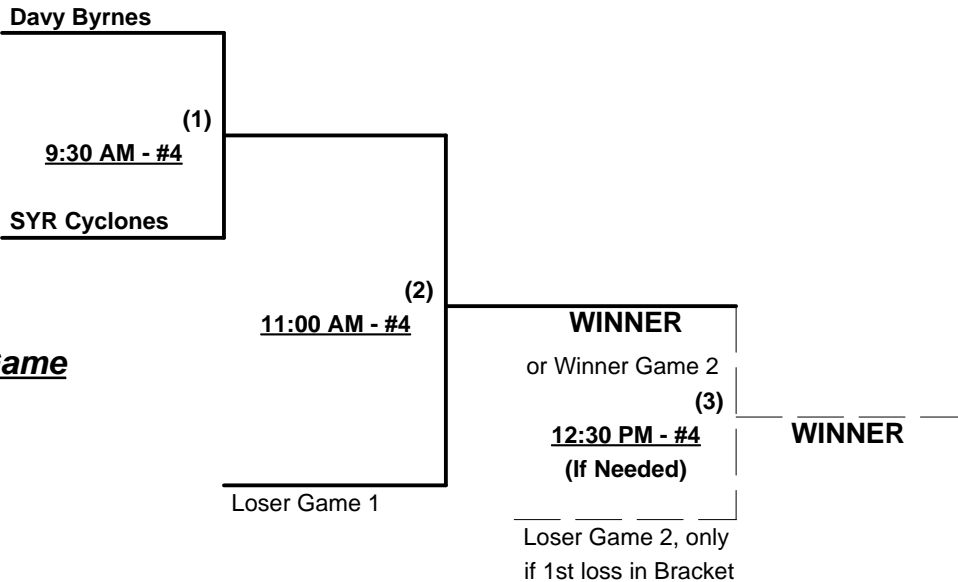 Davy Byrnes
(1)
9:30 AM - #4
SYR Cyclones
(2)
11:00 AM - #4
WINNER
or Winner Game 2
(3)
12:30 PM - #4
WINNER
(If Needed)
Loser Game 1
Loser Game 2, only
if 1st loss in Bracket